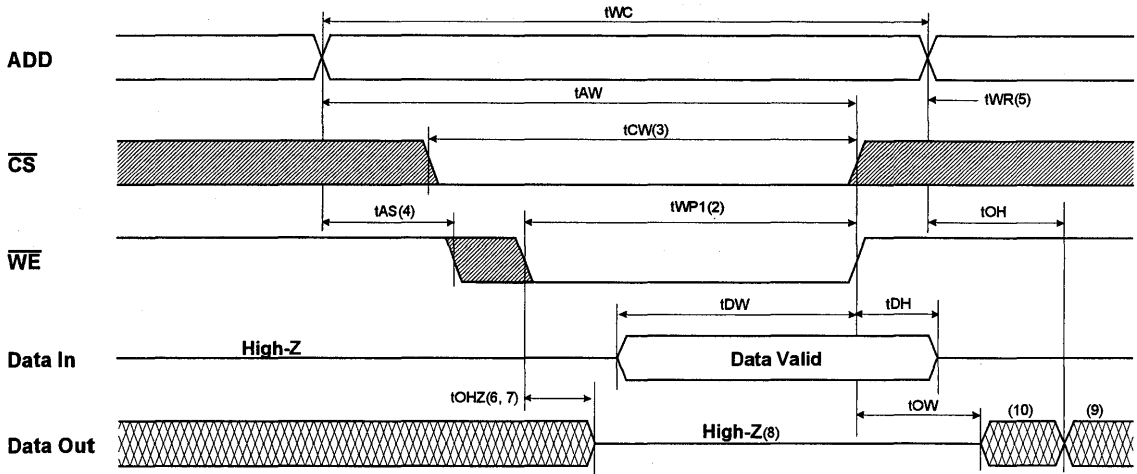 tWC
ADD
tAW
tWR(5)
tCW(3)
CS
tAS(4)
tWP1(2)
tOH
WE
tDW
tDH
High-Z
Data In
Data Valid
tOHZ(6, 7)
tOW
(10)
(9)
Data Out
High-Z(8)